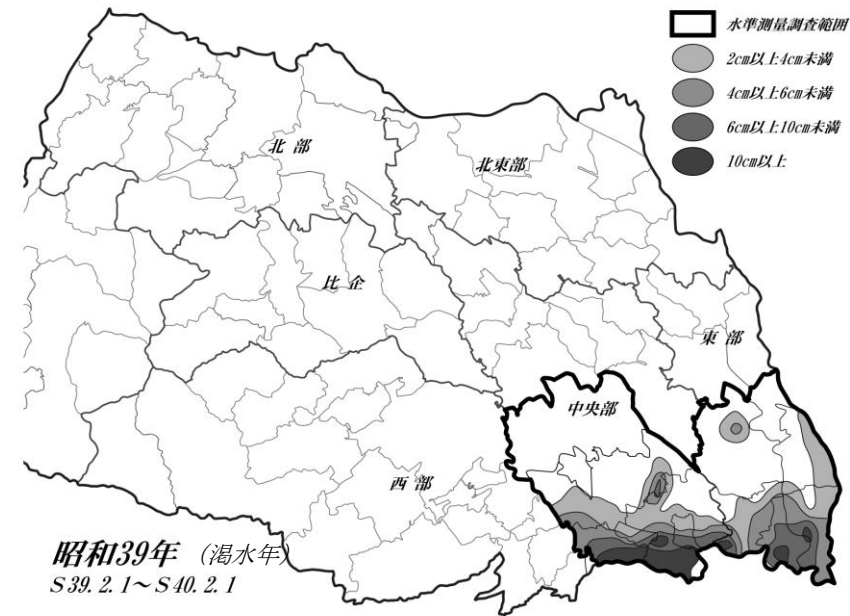 水準測量調査範囲
2cm以上4cm未満
4cm以上6cm未満
6cm以上10cm未満
10cm以上
北部
北東部
比企
東部
中央部
西部
昭和39年 (渇水年)
S39.2.1～S40.2.1